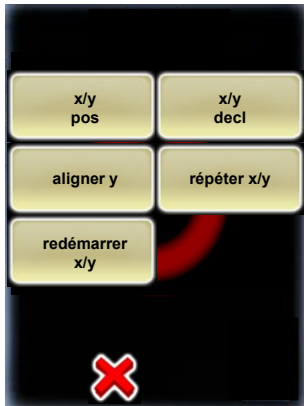 x/y
pos
x/y
decl
aligner y
répéter x/y
redémarrer
x/y